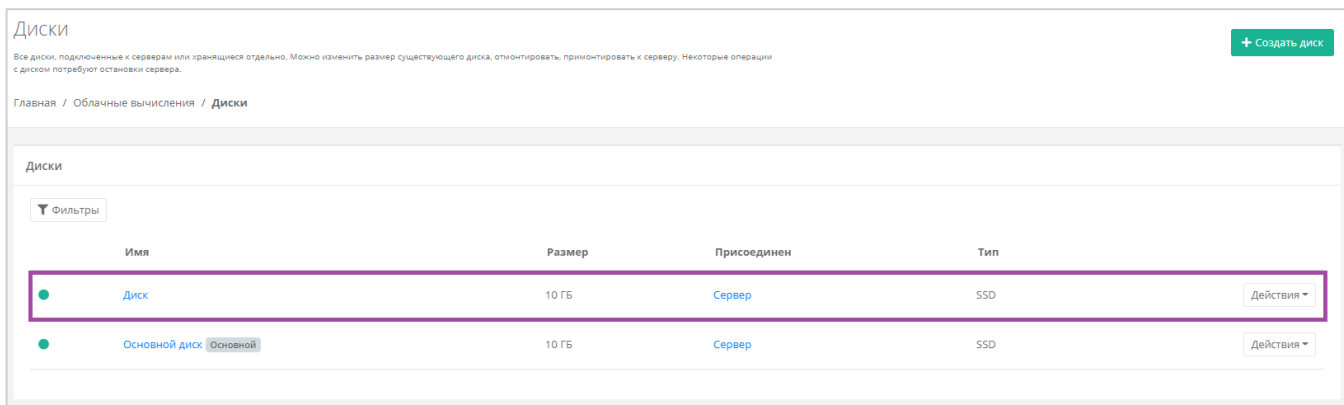 Диски
+ Создать диск
Все диски, подключенные к серверам или хранящиеся отдельно. Можно изменить размер существующего диска, отмонтировать, примонтировать к серверу. Некоторые операции
с диском потребуют остановки сервера.
Главная / Облачные вычисления / Диски
Диски
Фильтры
Имя Размер Присоединен Тип
Диск 10 ГБ Сервер SSD Действия
Основной диск Основной 10 ГБ Сервер SSD Действия